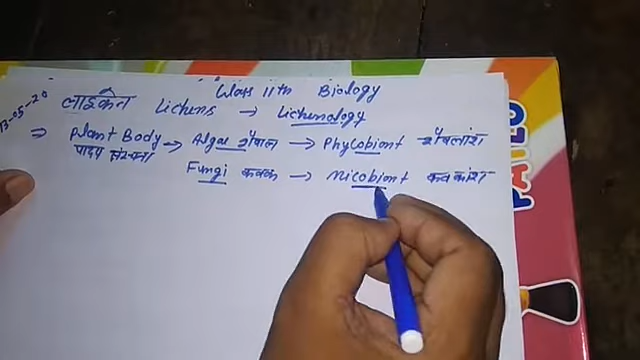 Class 11th Biology
13-05-20
लाइकेन Lichens → Lichenology
⇒ Plant Body → Algae शैवाल → Phycobiont शैवलांश
पादप संरचना
Fungi कवक → Micobiont कवकांश